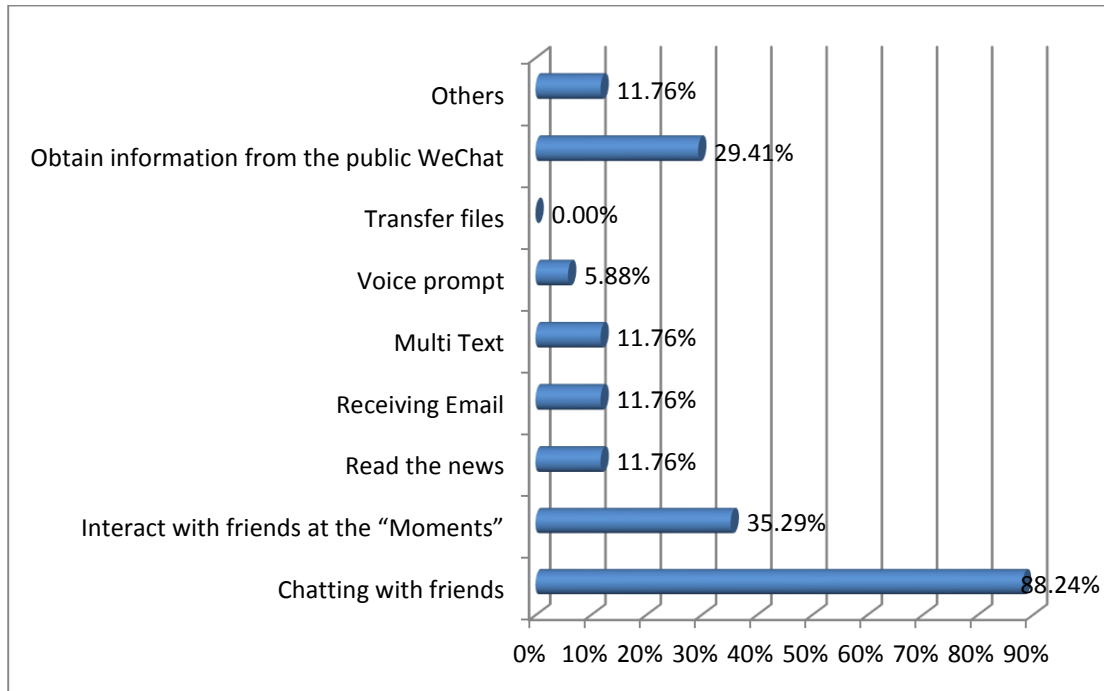 Others 11.76%
Obtain information from the public WeChat 29.41%
Transfer files 0.00%
Voice prompt 5.88%
Multi Text 11.76%
Receiving Email 11.76%
Read the news 11.76%
Interact with friends at the “Moments” 35.29%
Chatting with friends 88.24%
0% 10% 20% 30% 40% 50% 60% 70% 80% 90%